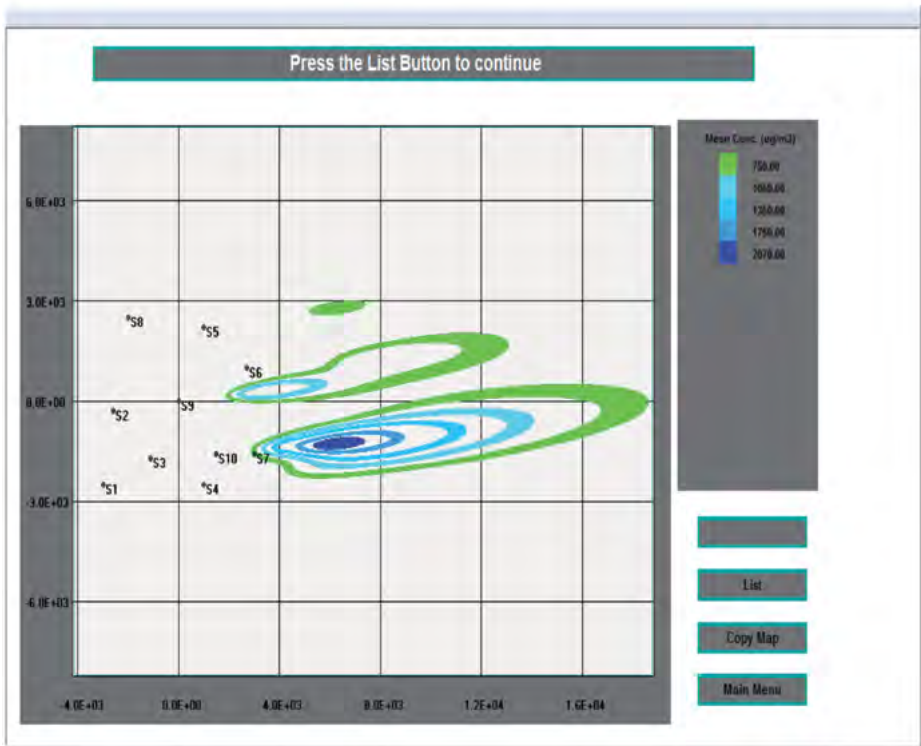 Press the List Button to continue
Mean Conc. (ug/m3)
750.00
1350.00
1750.00
2070.00
6.0E+03
3.0E+03
0.0E+00
-3.0E+03
-6.0E+03
*S8
*S5
*S6
*S9
*S2
*S10
*S7
*S3
*S1
*S4
-4.0E+03 0.0E+00 4.0E+03 8.0E+03 1.2E+04 1.6E+04
List
Copy Map
Main Menu